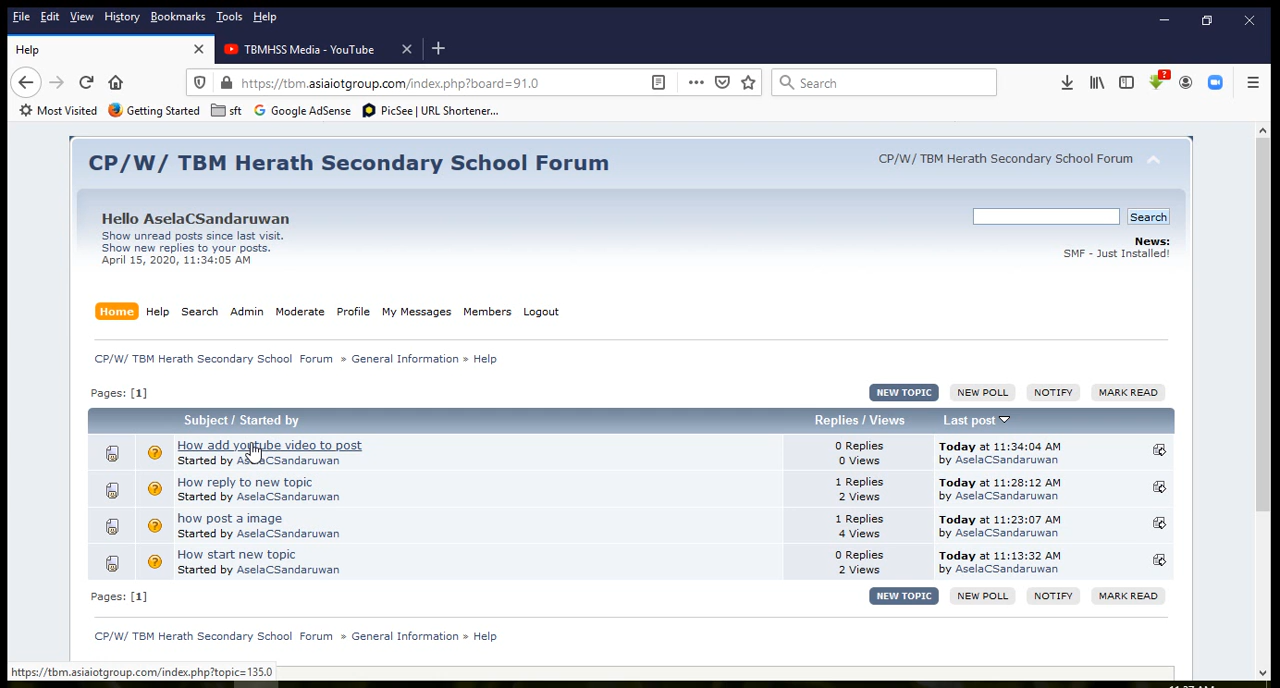 File Edit View History Bookmarks Tools Help
Help
TBMHSS Media - YouTube
https://tbm.asiaiotgroup.com/index.php?board=91.0
Search
?
Most Visited Getting Started sft Google AdSense PicSee | URL Shortener...
CP/W/ TBM Herath Secondary School Forum
CP/W/ TBM Herath Secondary School Forum
Hello AselaCSandaruwan
Show unread posts since last visit.
Show new replies to your posts.
April 15, 2020, 11:34:05 AM
Search
News:
SMF - Just Installed!
Home Help Search Admin Moderate Profile My Messages Members Logout
CP/W/ TBM Herath Secondary School Forum » General Information » Help
Pages: [1]
NEW TOPIC NEW POLL NOTIFY MARK READ
Subject / Started by Replies / Views Last post
How add youtube video to post
Started by AselaCSandaruwan
0 Replies
0 Views
Today at 11:34:04 AM
by AselaCSandaruwan
How reply to new topic
Started by AselaCSandaruwan
1 Replies
2 Views
Today at 11:28:12 AM
by AselaCSandaruwan
how post a image
Started by AselaCSandaruwan
1 Replies
4 Views
Today at 11:23:07 AM
by AselaCSandaruwan
How start new topic
Started by AselaCSandaruwan
0 Replies
2 Views
Today at 11:13:32 AM
by AselaCSandaruwan
Pages: [1]
NEW TOPIC NEW POLL NOTIFY MARK READ
CP/W/ TBM Herath Secondary School Forum » General Information » Help
https://tbm.asiaiotgroup.com/index.php?topic=135.0